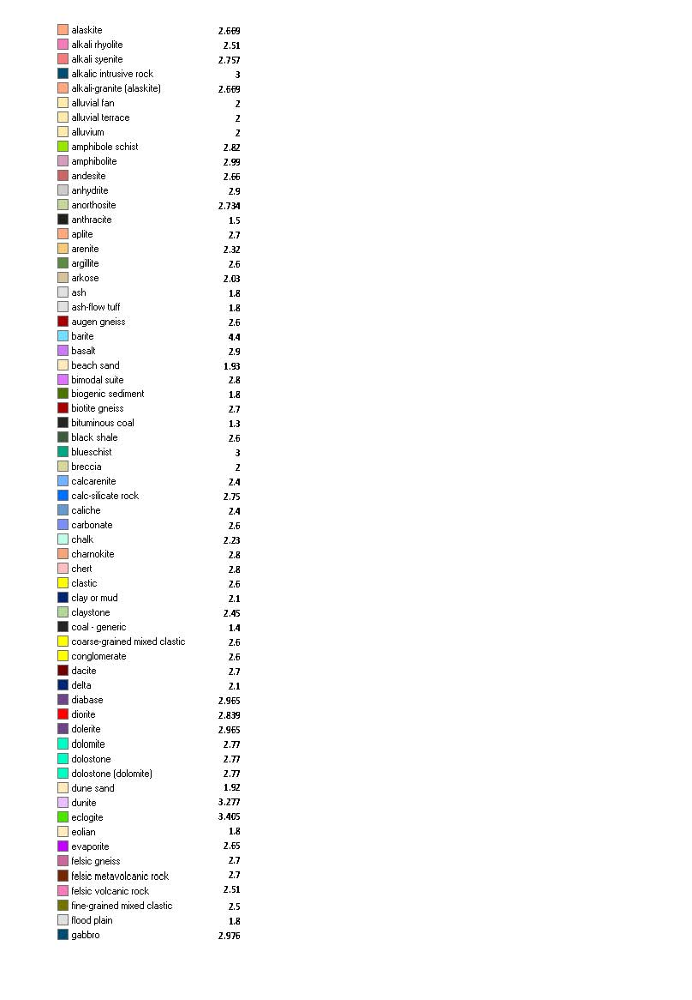 alaskite 2.669
alkali rhyolite 2.51
alkali syenite 2.757
alkalic intrusive rock 3
alkali-granite (alaskite) 2.669
alluvial fan 2
alluvial terrace 2
alluvium 2
amphibole schist 2.82
amphibolite 2.99
andesite 2.66
anhydrite 2.9
anorthosite 2.734
anthracite 1.5
aplite 2.7
arenite 2.32
argillite 2.6
arkose 2.03
ash 1.8
ash-flow tuff 1.8
augen gneiss 2.6
barite 4.4
basalt 2.9
beach sand 1.93
bimodal suite 2.8
biogenic sediment 1.8
biotite gneiss 2.7
bituminous coal 1.3
black shale 2.6
blueschist 3
breccia 2
calcarenite 2.4
calc-silicate rock 2.75
caliche 2.4
carbonate 2.6
chalk 2.23
charnokite 2.8
chert 2.8
clastic 2.6
clay or mud 2.1
claystone 2.45
coal - generic 1.4
coarse-grained mixed clastic 2.6
conglomerate 2.6
dacite 2.7
delta 2.1
diabase 2.965
diorite 2.839
dolerite 2.965
dolomite 2.77
dolostone 2.77
dolostone (dolomite) 2.77
dune sand 1.92
dunite 3.277
eclogite 3.405
eolian 1.8
evaporite 2.65
felsic gneiss 2.7
felsic metavolcanic rock 2.7
felsic volcanic rock 2.51
fine-grained mixed clastic 2.5
flood plain 1.8
gabbro 2.976